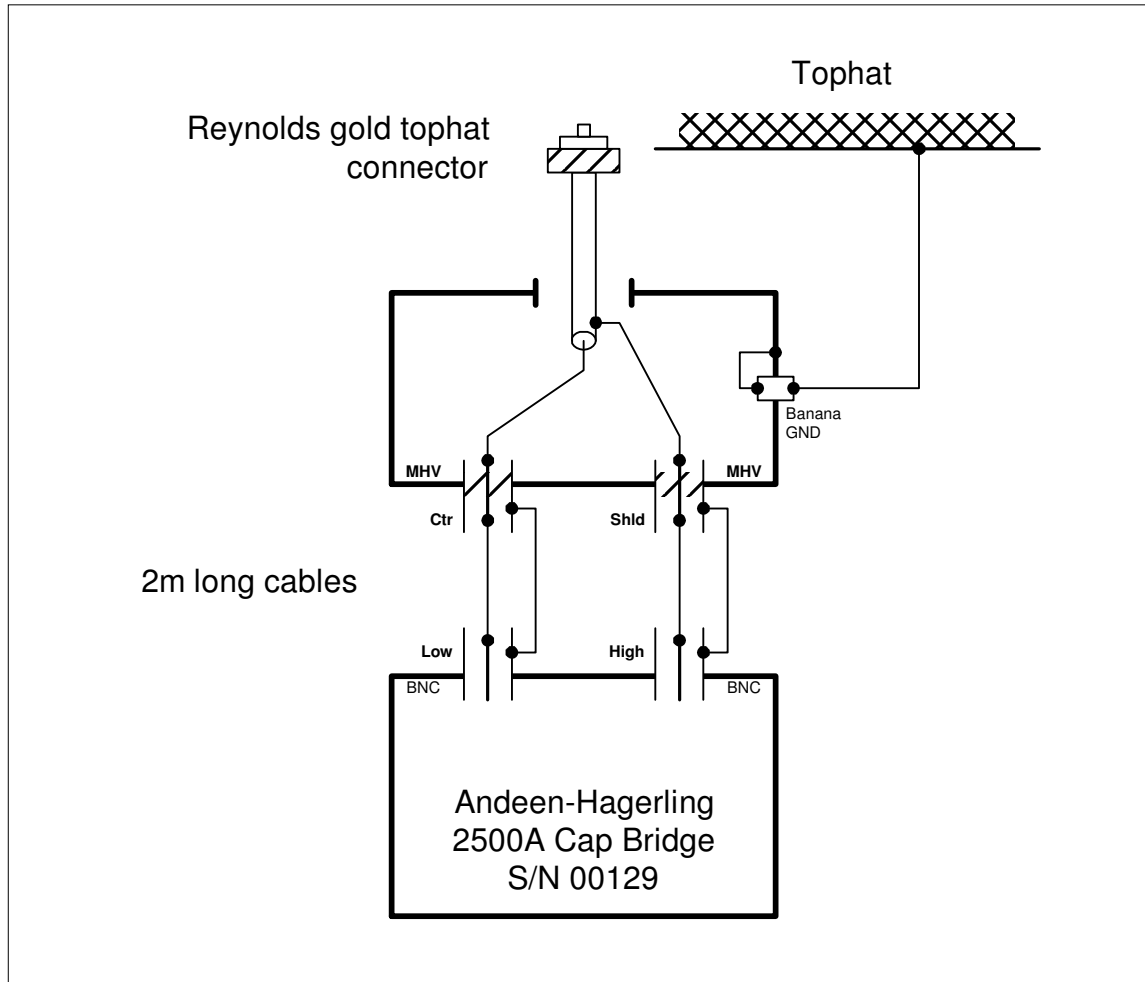 Tophat
Reynolds gold tophat
connector
Banana
GND
MHV
MHV
Ctr
Shld
2m long cables
Low
High
BNC
BNC
Andeen-Hagerling
2500A Cap Bridge
S/N 00129